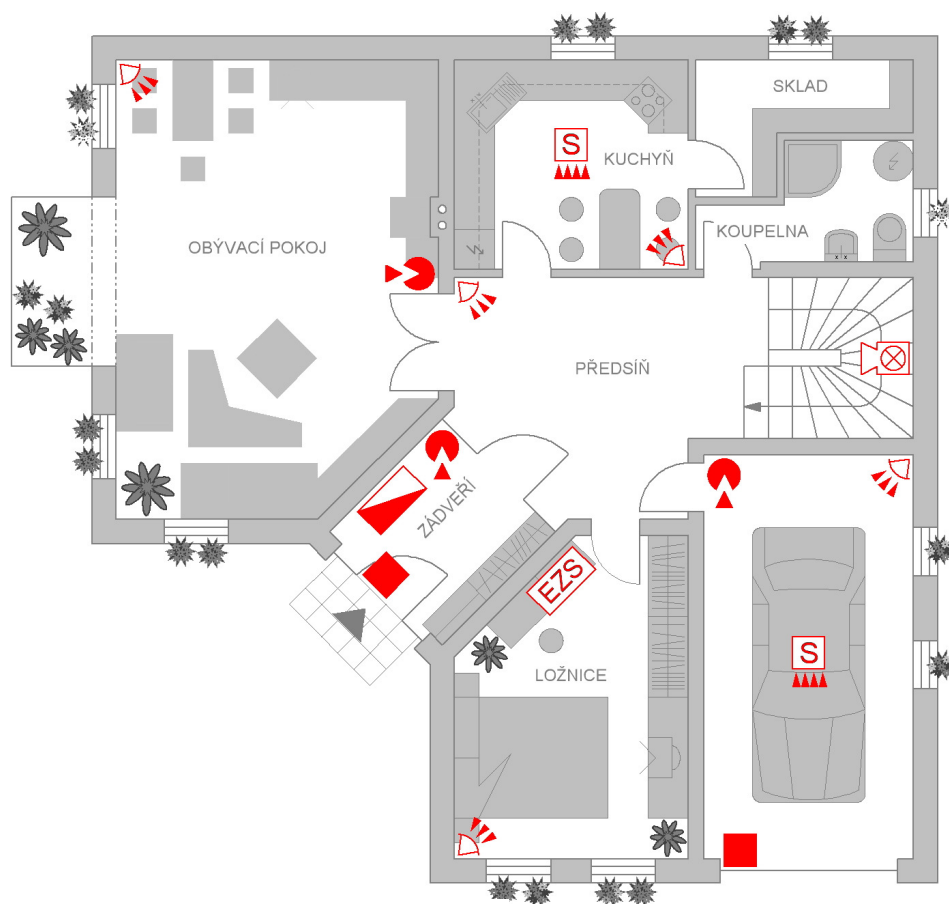 SKLAD
S
KUCHYŇ
KOUPELNA
OBÝVACÍ POKOJ
PŘEDSÍŇ
ZÁDVEŘÍ
EZS
S
LOŽNICE